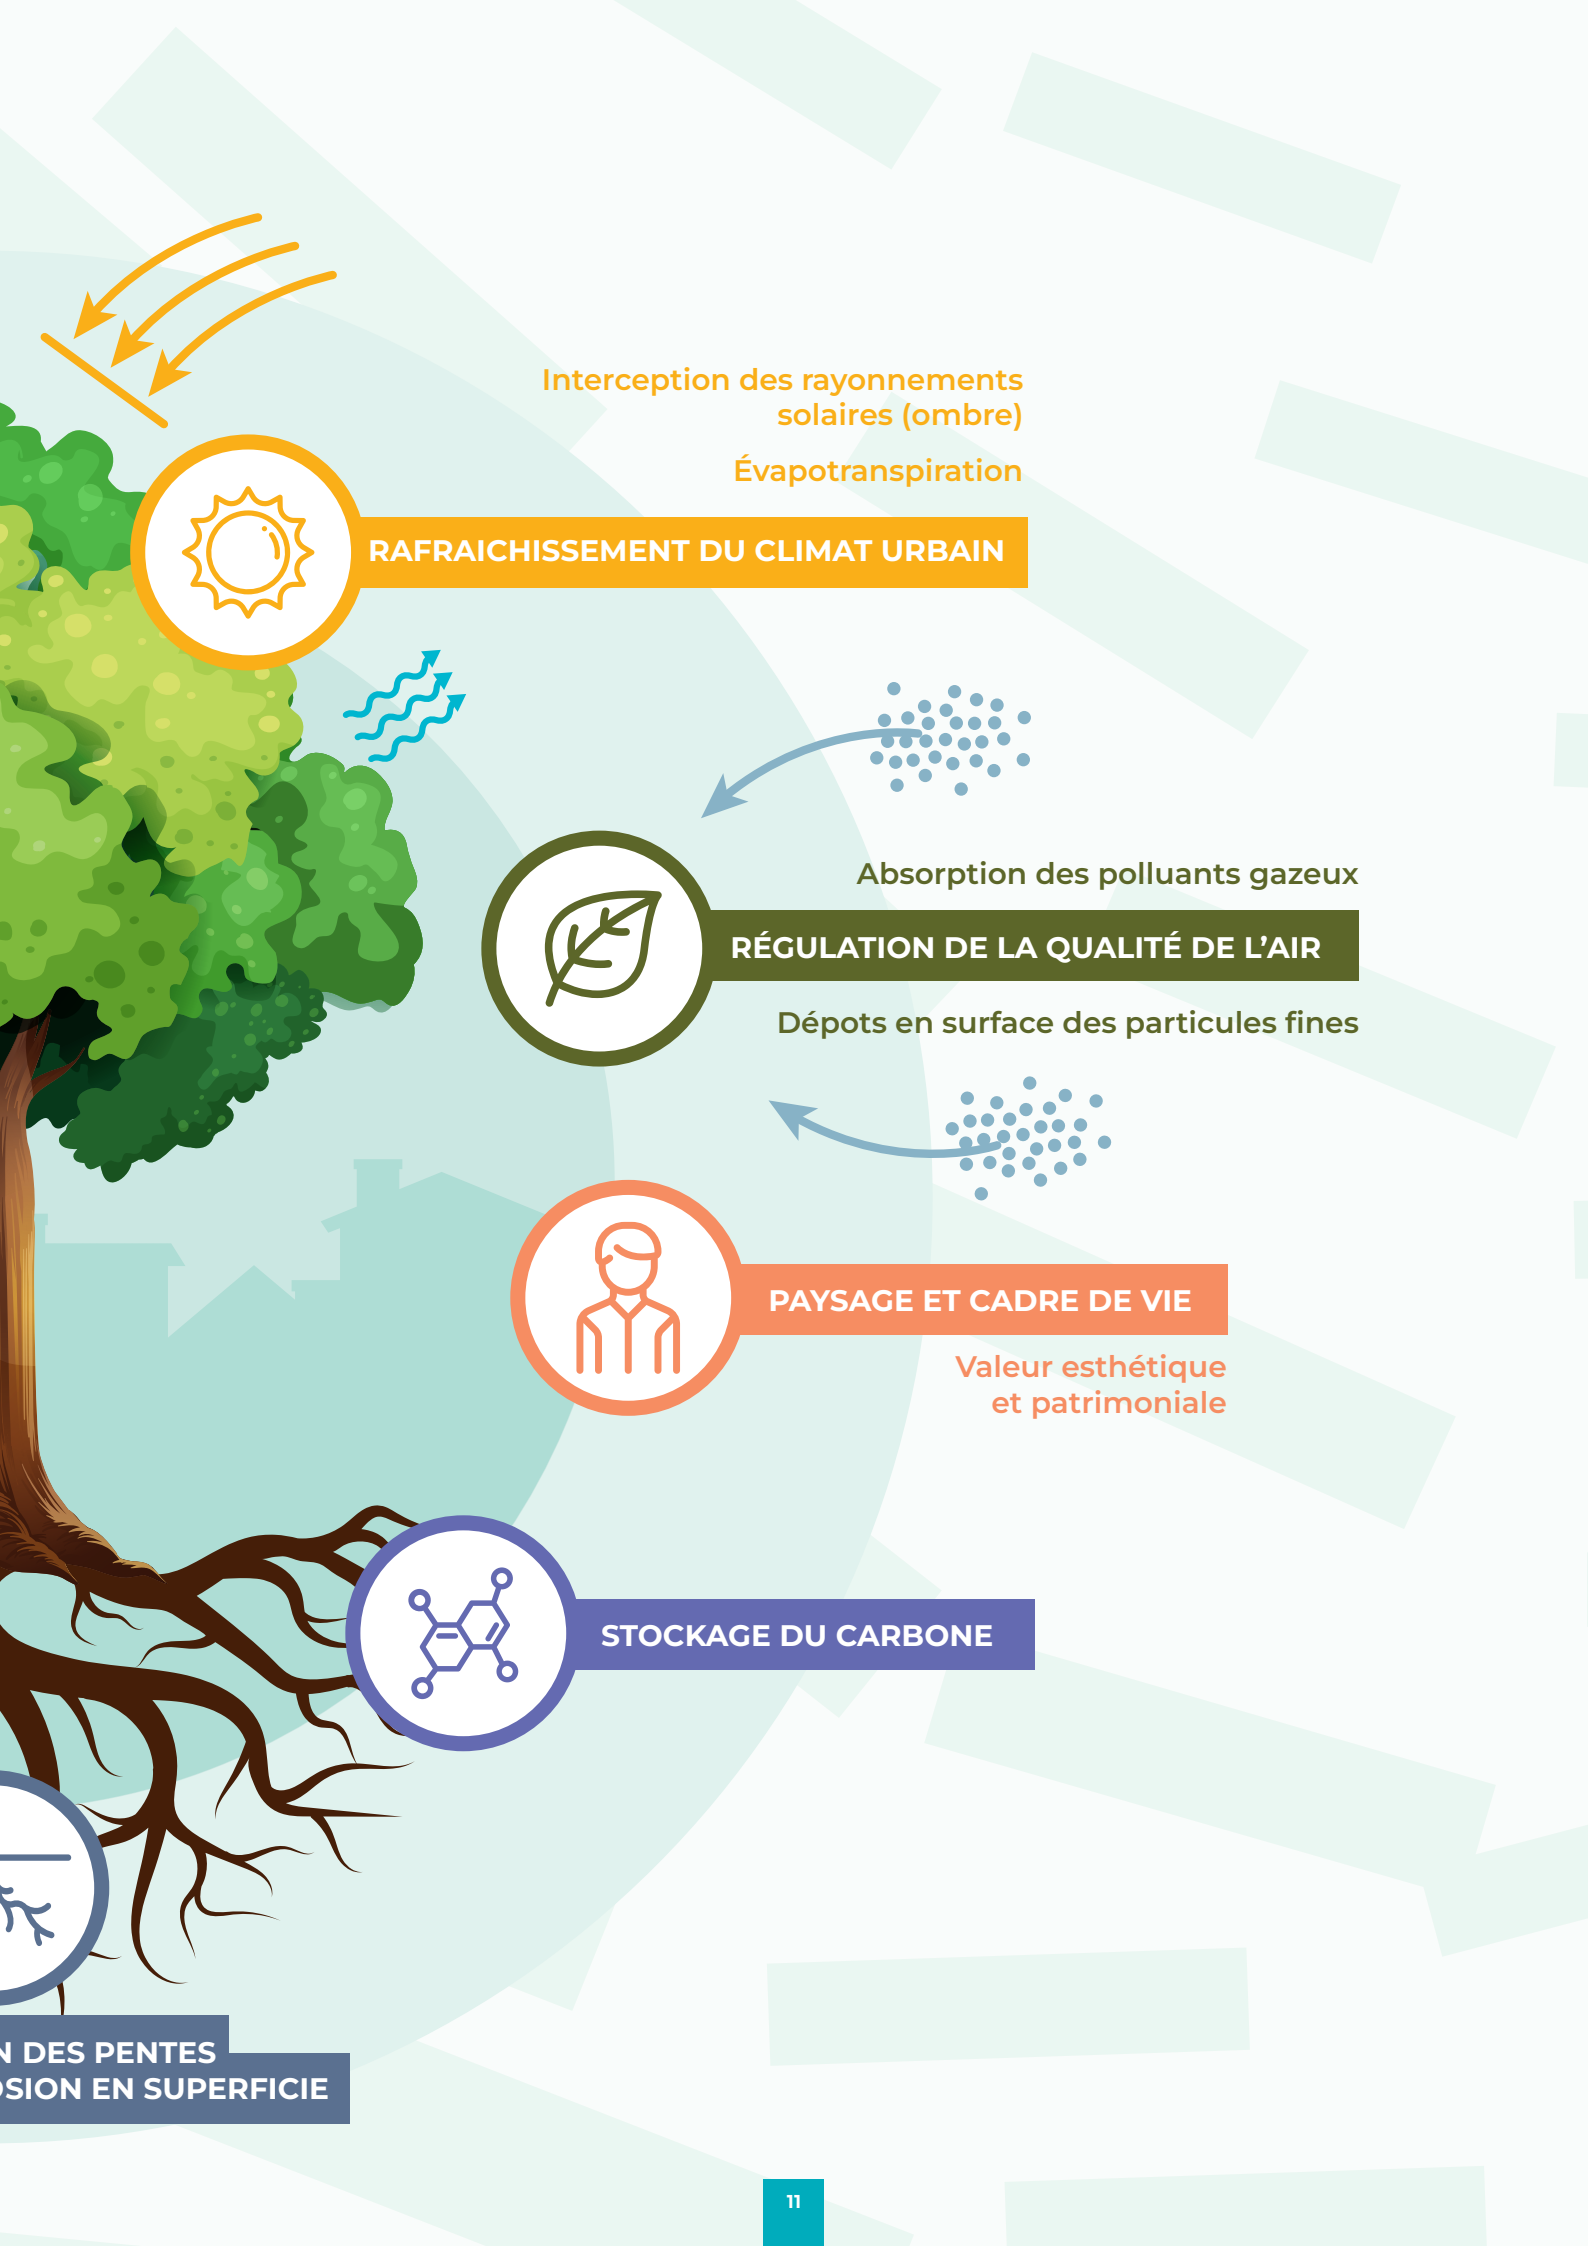 Interception des rayonnements
solaires (ombre)
Évapotranspiration
RAFRAICHISSEMENT DU CLIMAT URBAIN
Absorption des polluants gazeux
RÉGULATION DE LA QUALITÉ DE L’AIR
Dépots en surface des particules fines
PAYSAGE ET CADRE DE VIE
Valeur esthétique
et patrimoniale
STOCKAGE DU CARBONE
DES PENTES
EN SUPERFICIE
11